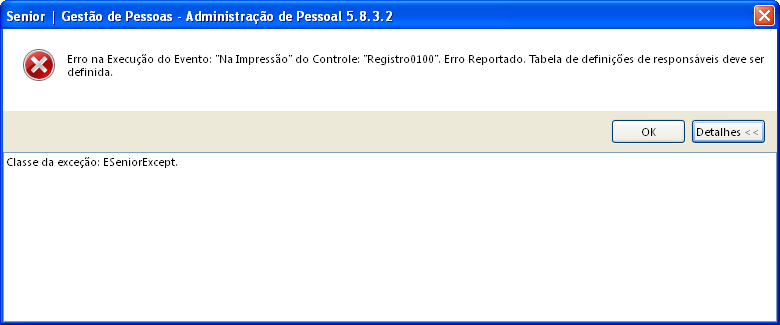 Senior | Gestão de Pessoas - Administração de Pessoal 5.8.3.2
Erro na Execução do Evento: "Na Impressão" do Controle: "Registro0100". Erro Reportado. Tabela de definições de responsáveis deve ser
definida.
OK
Detalhes <<
Classe da exceção: ESeniorExcept.